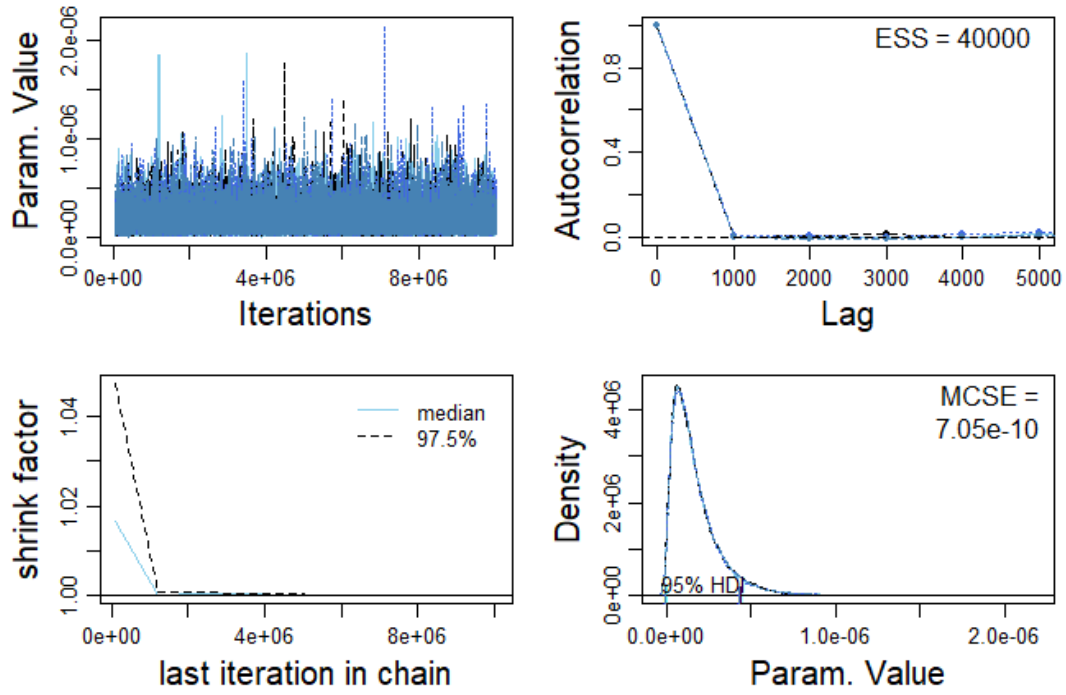 Param. Value
0.0e+00 1.0e-06 2.0e-06
0e+00 4e+06 8e+06
Iterations
Autocorrelation
0.0 0.4 0.8
ESS = 40000
0 1000 2000 3000 4000 5000
Lag
shrink factor
1.00 1.02 1.04
median
97.5%
0e+00 4e+06 8e+06
last iteration in chain
Density
0e+00 2e+06 4e+06
MCSE =
7.05e-10
95% HDI
0.0e+00 1.0e-06 2.0e-06
Param. Value